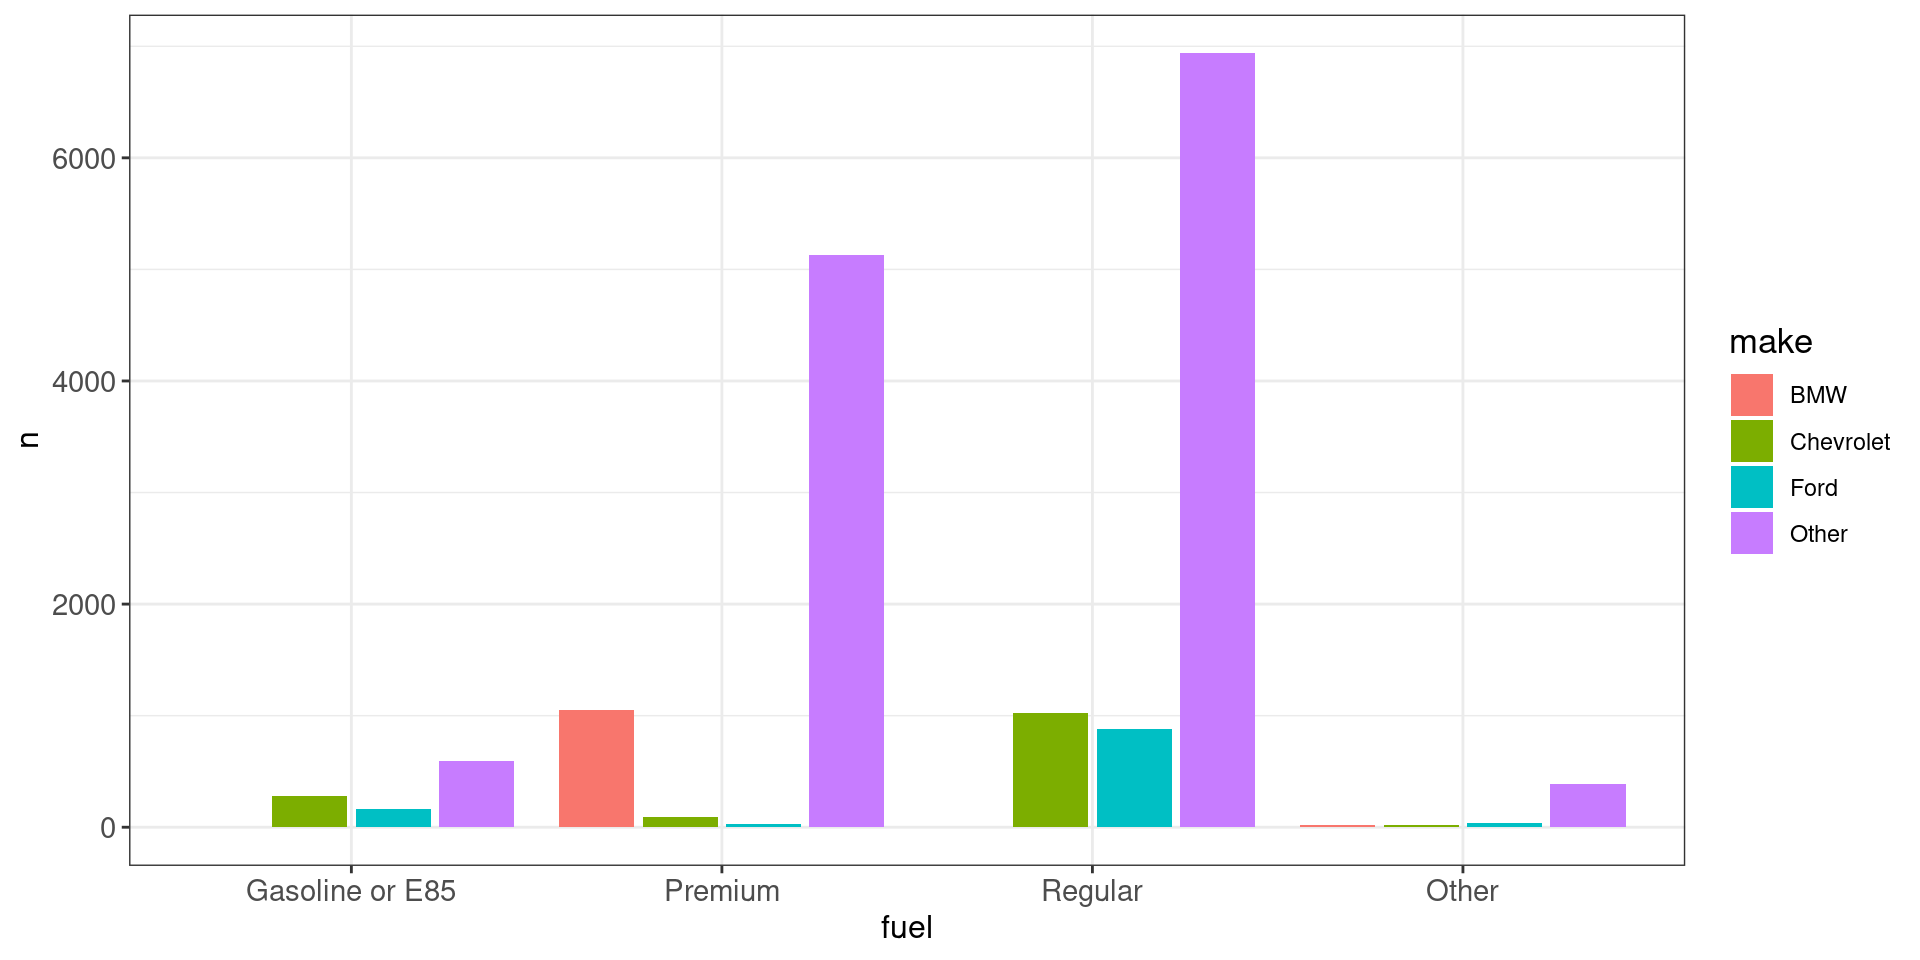 6000
4000
2000
0
n
Gasoline or E85
Premium
Regular
Other
fuel
make
BMW
Chevrolet
Ford
Other